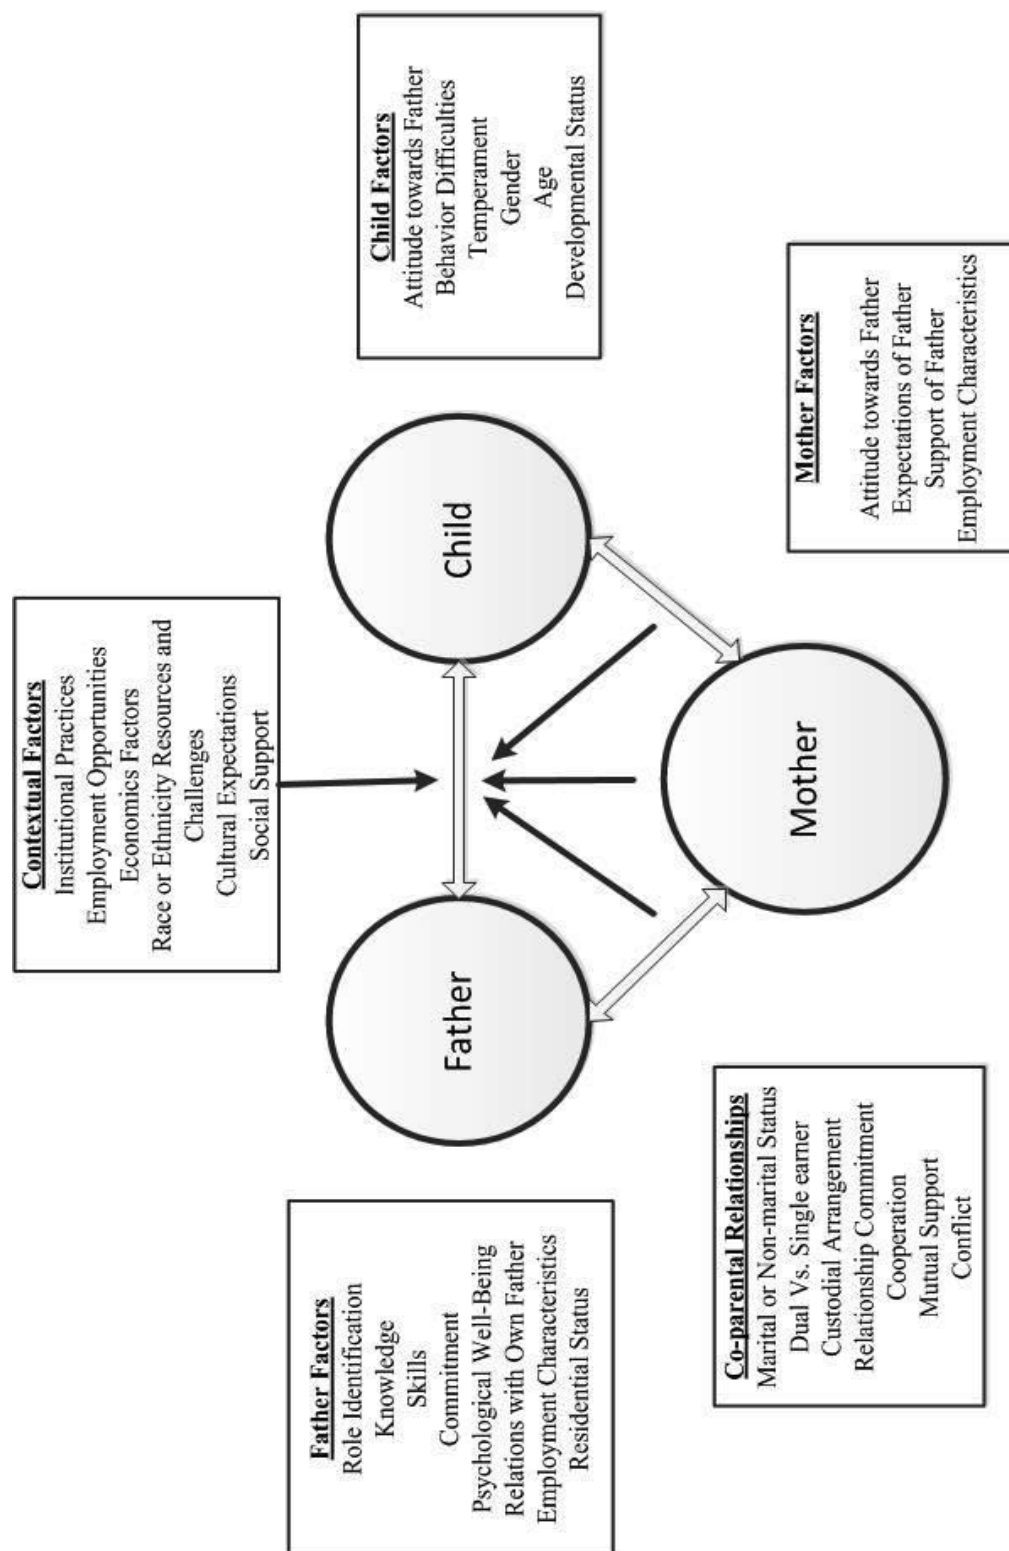 Contextual Factors
Institutional Practices
Employment Opportunities
Economics Factors
Race or Ethnicity Resources and
Challenges
Cultural Expectations
Social Support
Father Factors
Role Identification
Knowledge
Skills
Commitment
Psychological Well-Being
Relations with Own Father
Employment Characteristics
Residential Status
Father
Child
Child Factors
Attitude towards Father
Behavior Difficulties
Temperament
Gender
Age
Developmental Status
Co-parental Relationships
Marital or Non-marital Status
Dual Vs. Single earner
Custodial Arrangement
Relationship Commitment
Cooperation
Mutual Support
Conflict
Mother
Mother Factors
Attitude towards Father
Expectations of Father
Support of Father
Employment Characteristics